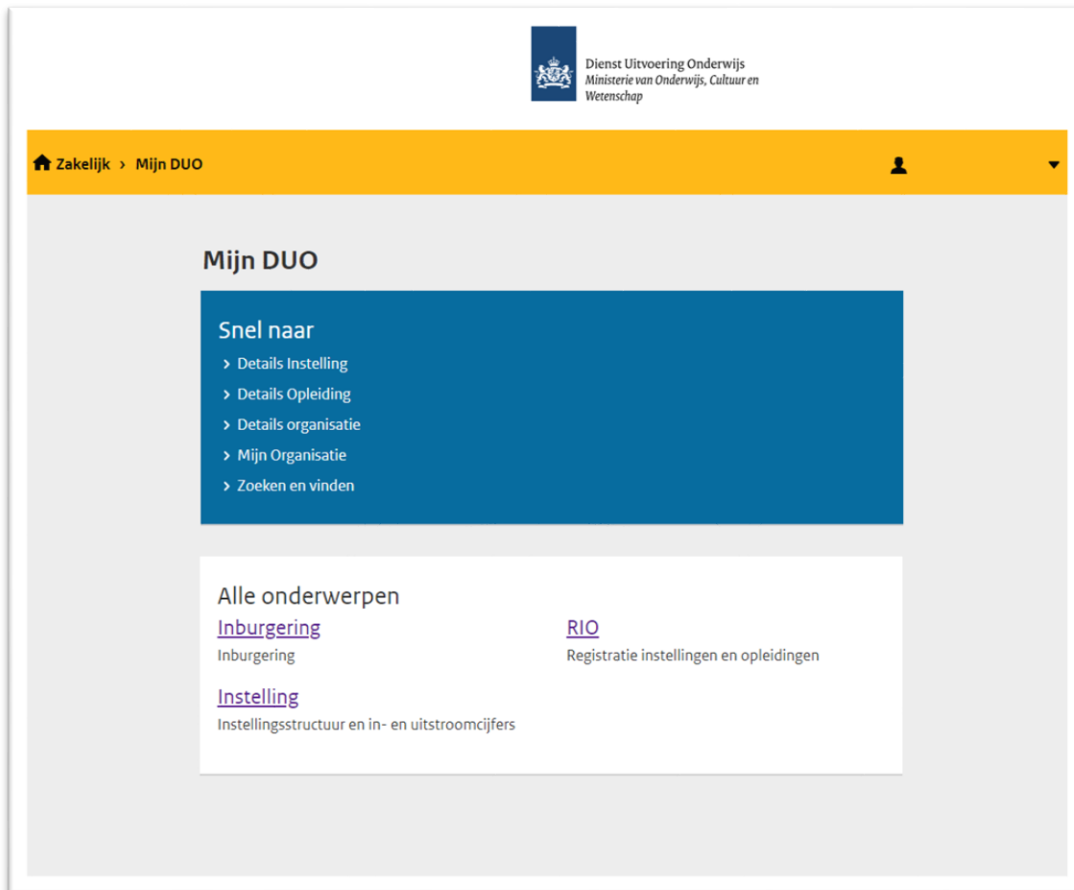 Dienst Uitvoering Onderwijs
Ministerie van Onderwijs, Cultuur en
Wetenschap
Zakelijk › Mijn DUO
Mijn DUO
Snel naar
› Details Instelling
› Details Opleiding
› Details organisatie
› Mijn Organisatie
› Zoeken en vinden
Alle onderwerpen
Inburgering
Inburgering
RIO
Registratie instellingen en opleidingen
Instelling
Instellingsstructuur en in- en uitstroomcijfers